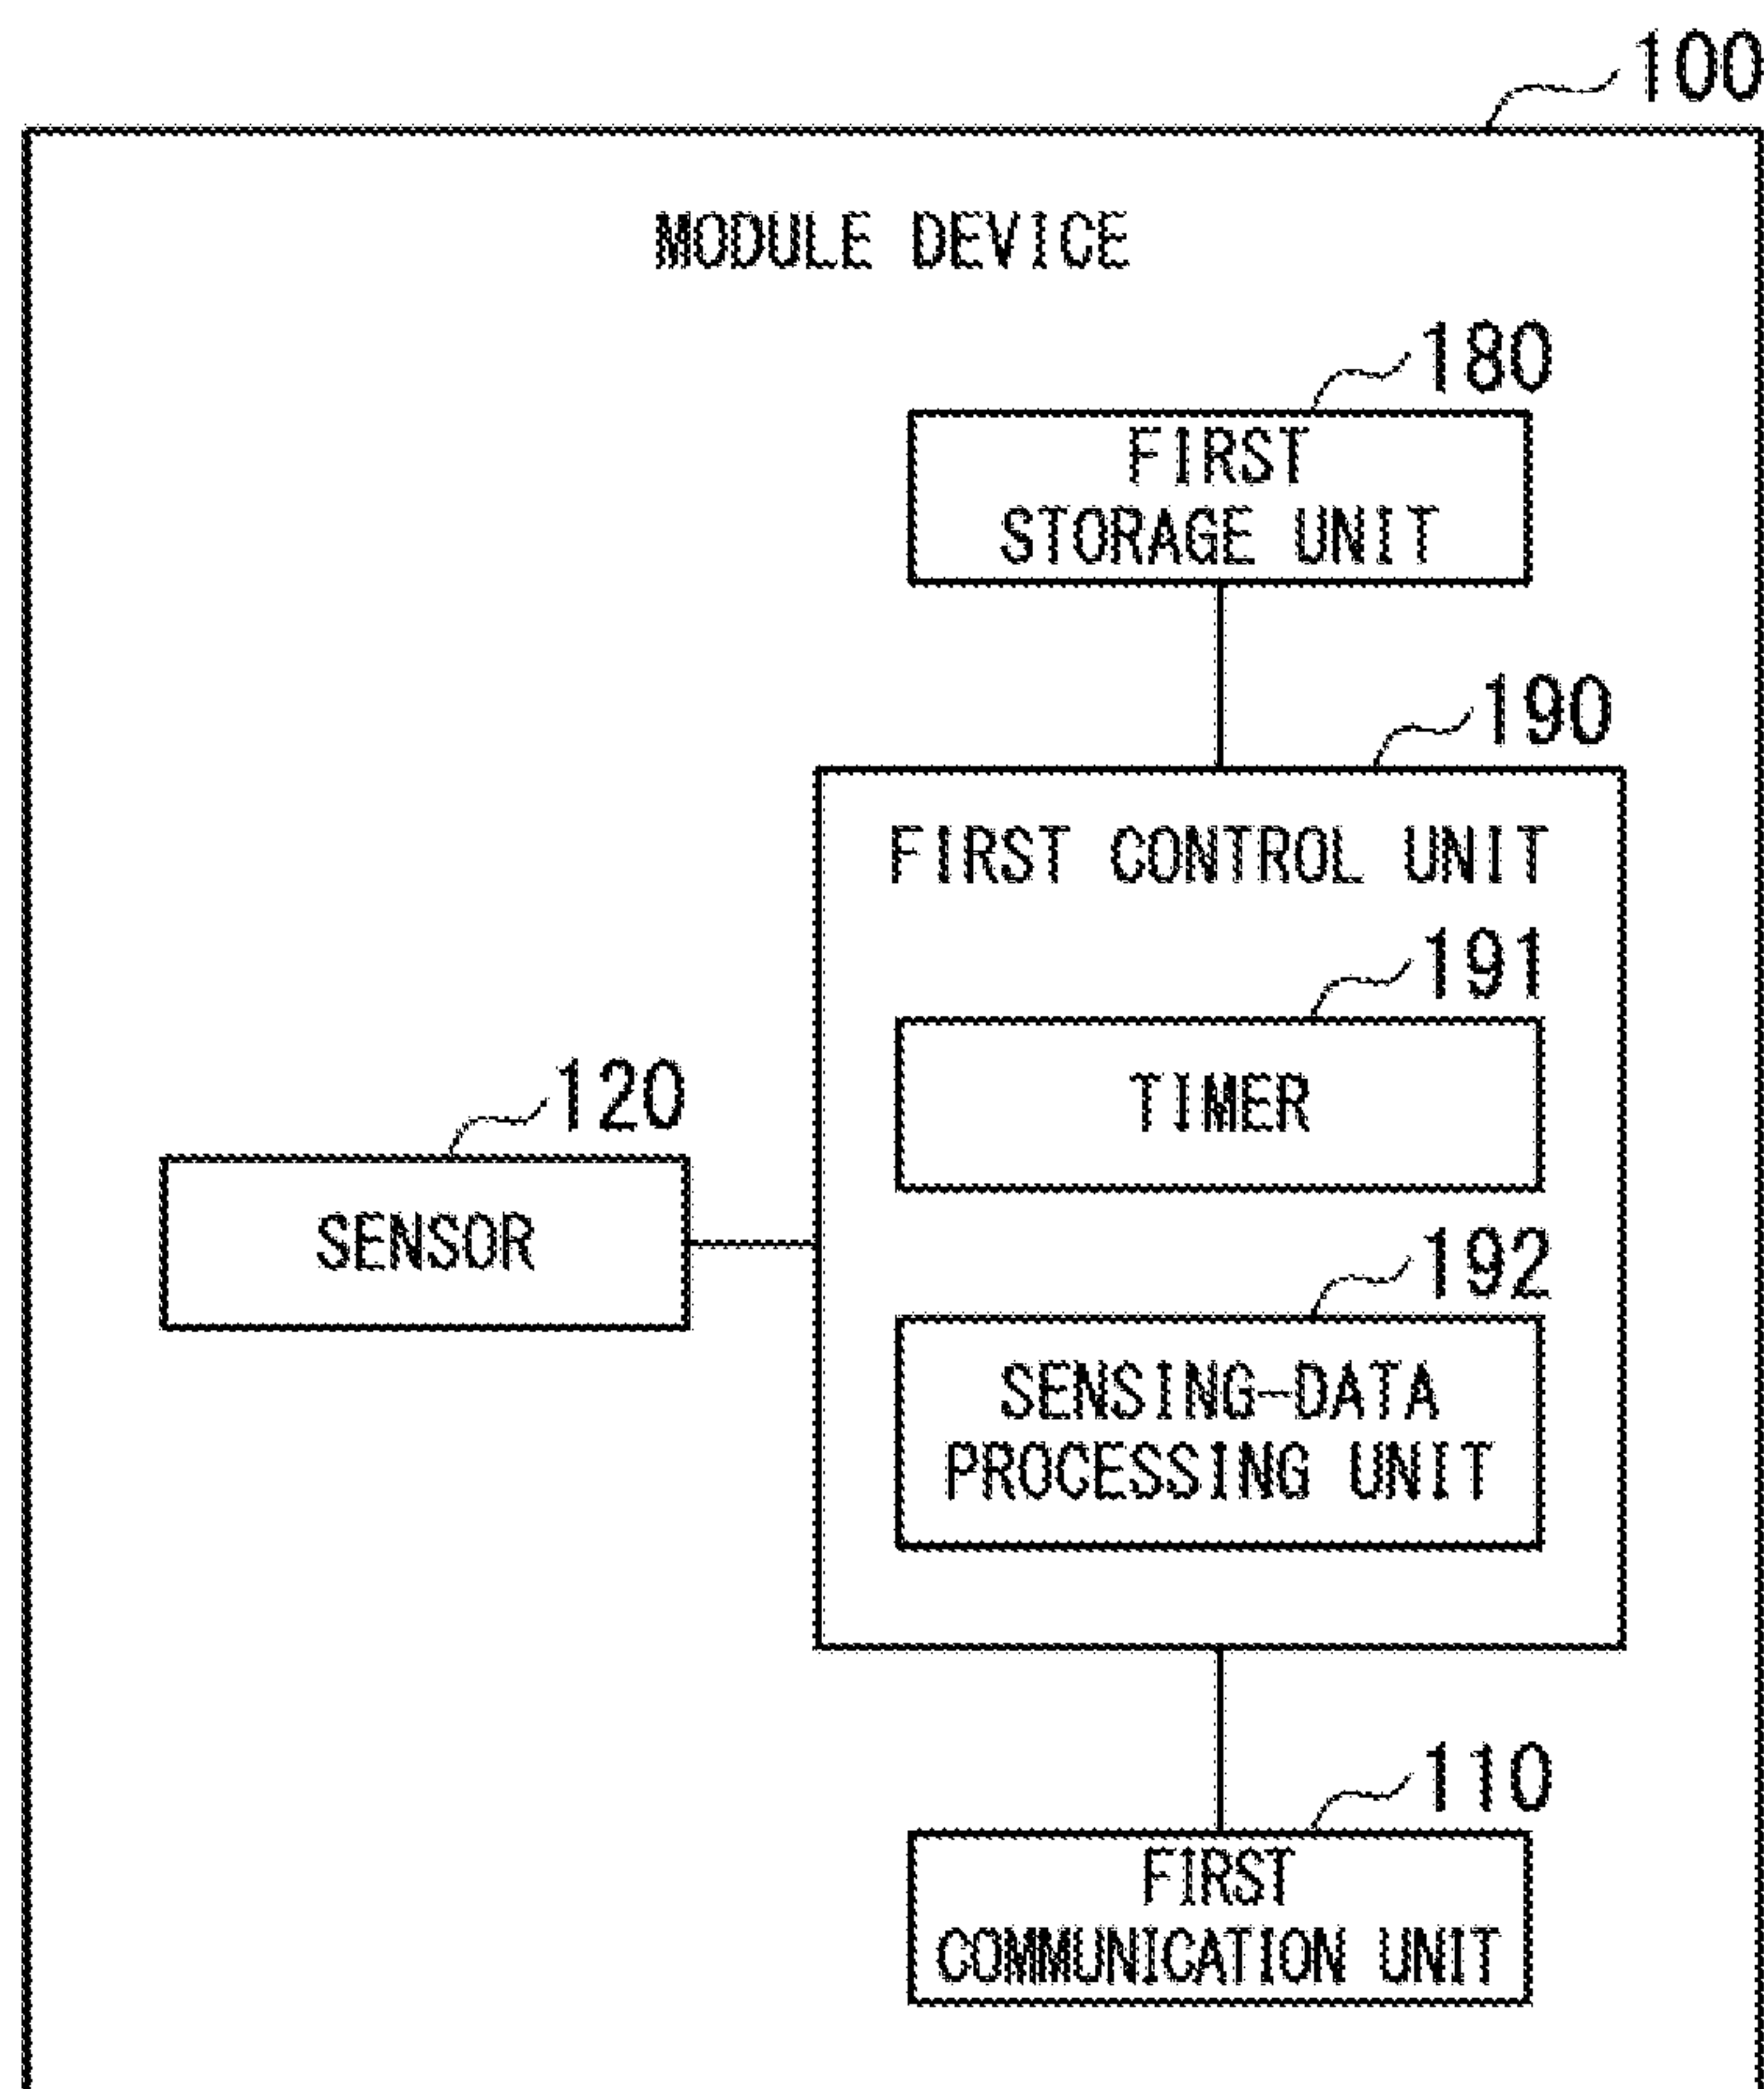 100
MODULE DEVICE
180
FIRST
STORAGE UNIT
190
FIRST CONTROL UNIT
191
TIMER
120
SENSOR
192
SENSING-DATA
PROCESSING UNIT
110
FIRST
COMMUNICATION UNIT